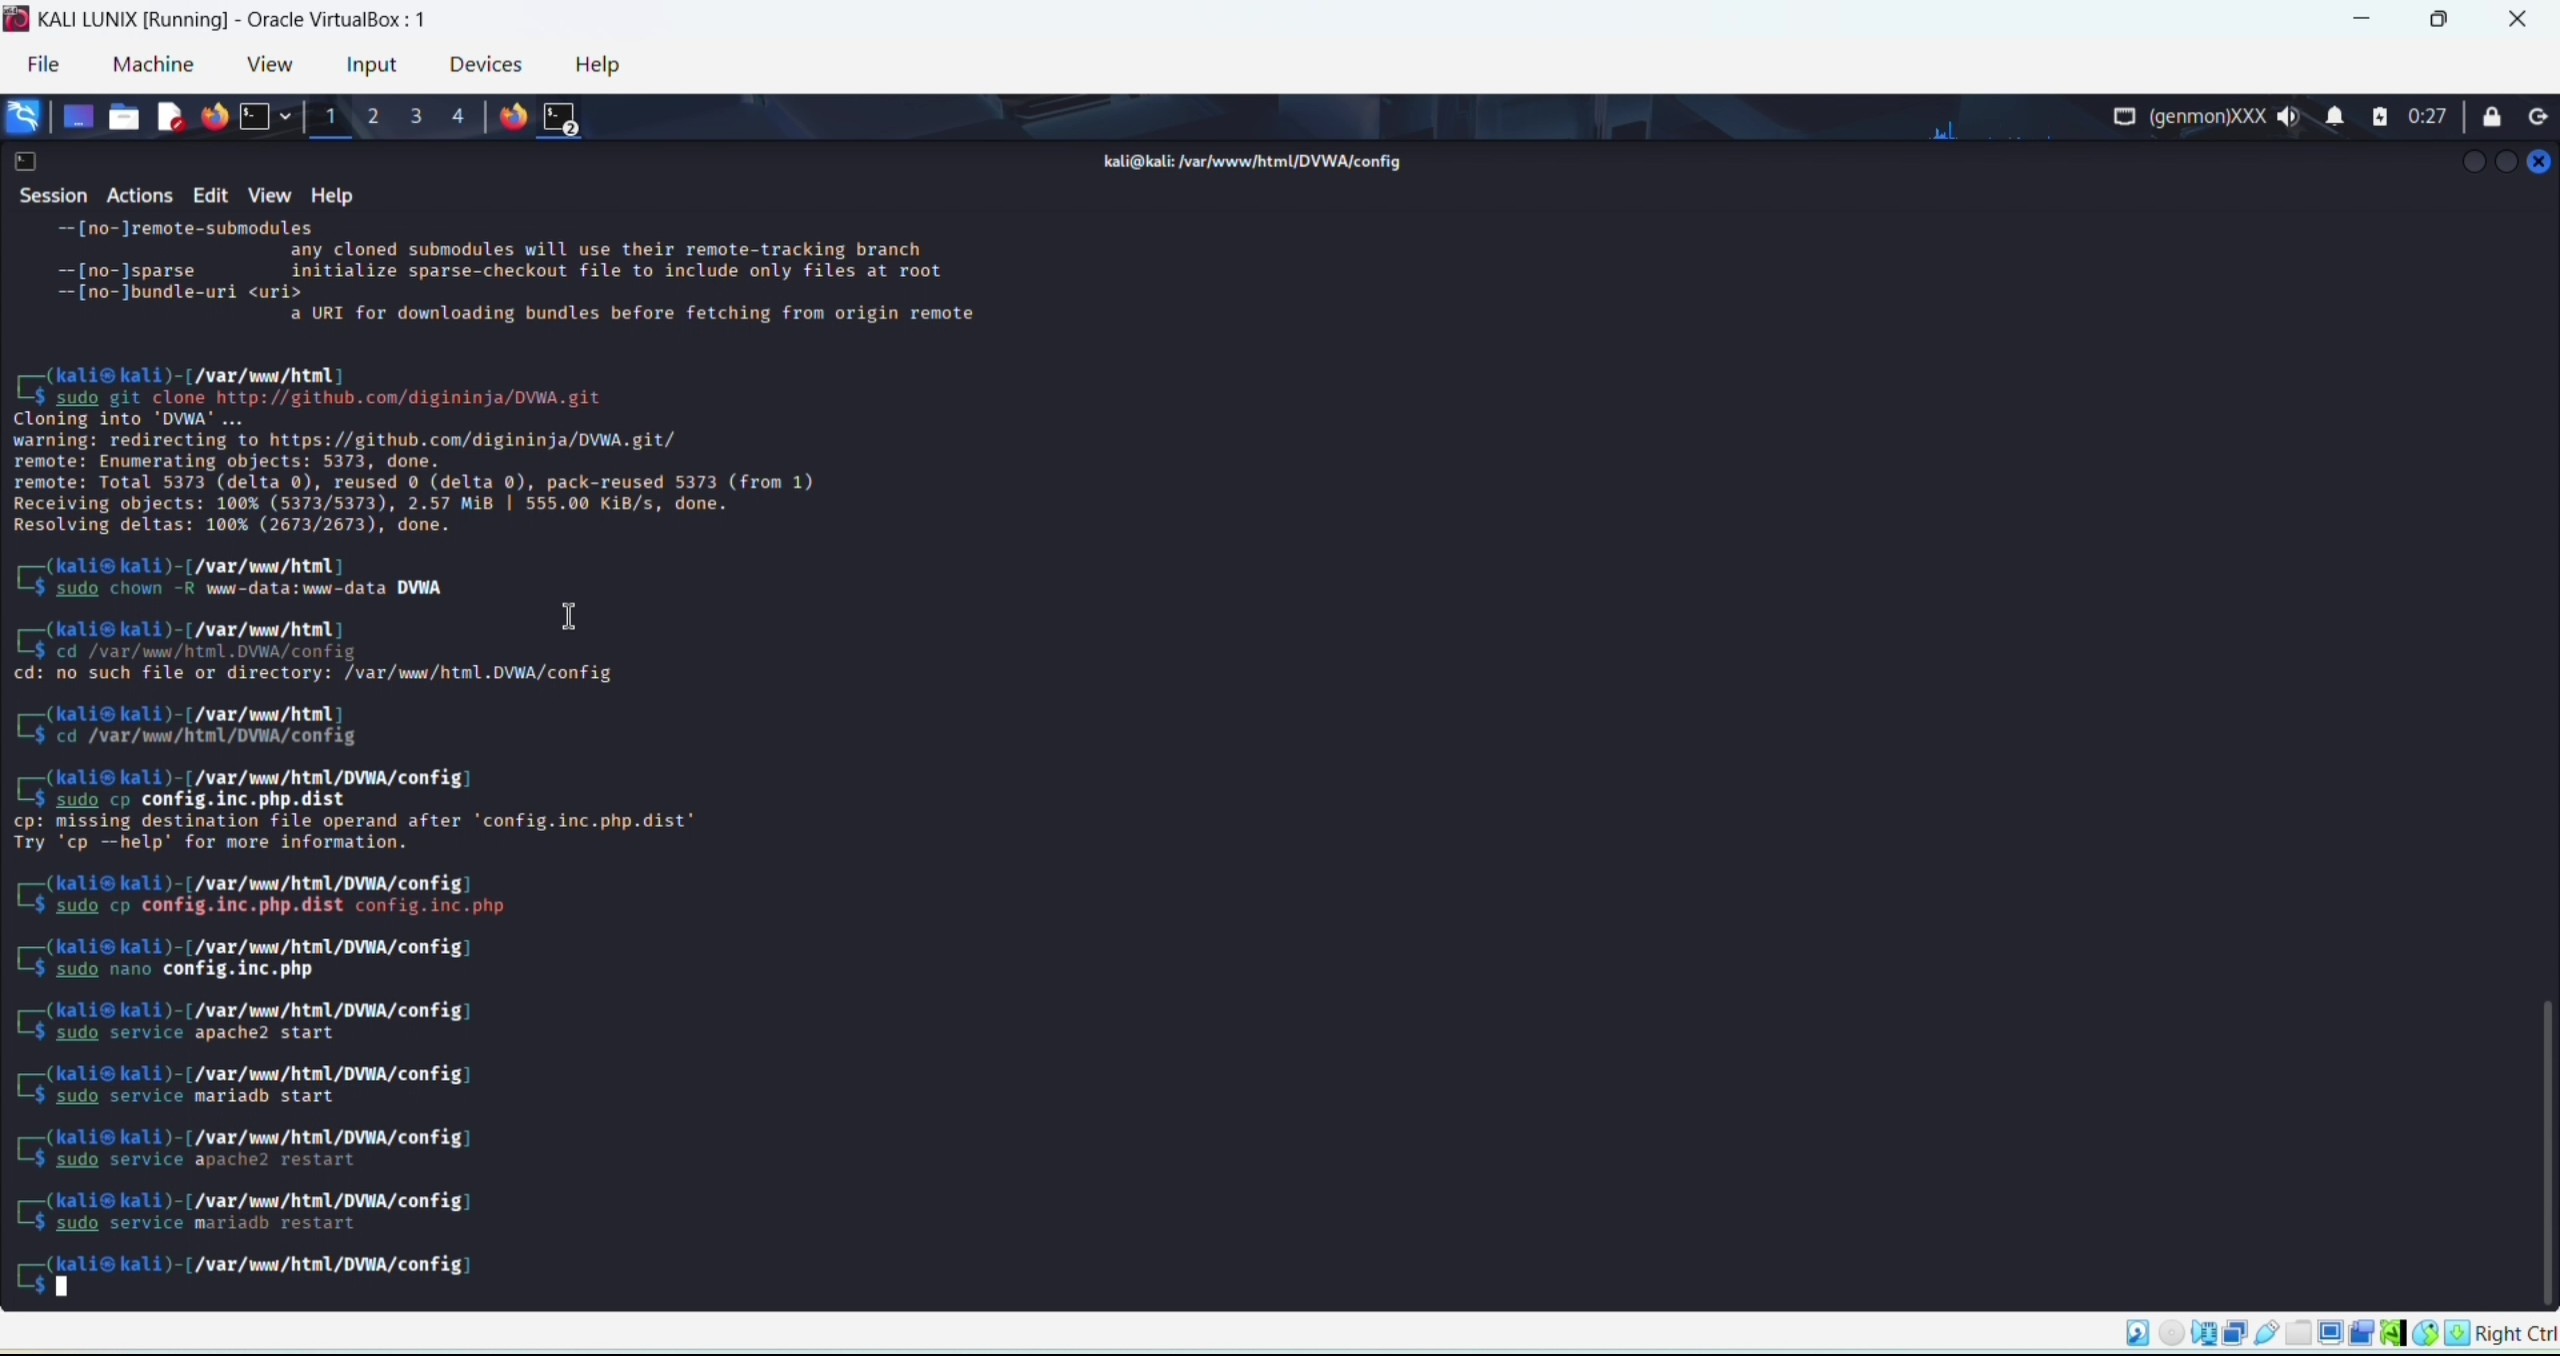 KALI LUNIX [Running] - Oracle VirtualBox : 1
File Machine View Input Devices Help
1 2 3 4 2 (genmon)XXX 0:27
kali@kali: /var/www/html/DVWA/config
Session Actions Edit View Help
--[no-]remote-submodules
any cloned submodules will use their remote-tracking branch
--[no-]sparse initialize sparse-checkout file to include only files at root
--[no-]bundle-uri <uri>
a URI for downloading bundles before fetching from origin remote
┌──(kali㉿kali)-[/var/www/html]
└─$ sudo git clone http://github.com/digininja/DVWA.git
Cloning into 'DVWA'...
warning: redirecting to https://github.com/digininja/DVWA.git/
remote: Enumerating objects: 5373, done.
remote: Total 5373 (delta 0), reused 0 (delta 0), pack-reused 5373 (from 1)
Receiving objects: 100% (5373/5373), 2.57 MiB | 555.00 KiB/s, done.
Resolving deltas: 100% (2673/2673), done.
┌──(kali㉿kali)-[/var/www/html]
└─$ sudo chown -R www-data:www-data DVWA
┌──(kali㉿kali)-[/var/www/html]
└─$ cd /var/www/html.DVWA/config
cd: no such file or directory: /var/www/html.DVWA/config
┌──(kali㉿kali)-[/var/www/html]
└─$ cd /var/www/html/DVWA/config
┌──(kali㉿kali)-[/var/www/html/DVWA/config]
└─$ sudo cp config.inc.php.dist
cp: missing destination file operand after 'config.inc.php.dist'
Try 'cp --help' for more information.
┌──(kali㉿kali)-[/var/www/html/DVWA/config]
└─$ sudo cp config.inc.php.dist config.inc.php
┌──(kali㉿kali)-[/var/www/html/DVWA/config]
└─$ sudo nano config.inc.php
┌──(kali㉿kali)-[/var/www/html/DVWA/config]
└─$ sudo service apache2 start
┌──(kali㉿kali)-[/var/www/html/DVWA/config]
└─$ sudo service mariadb start
┌──(kali㉿kali)-[/var/www/html/DVWA/config]
└─$ sudo service apache2 restart
┌──(kali㉿kali)-[/var/www/html/DVWA/config]
└─$ sudo service mariadb restart
┌──(kali㉿kali)-[/var/www/html/DVWA/config]
└─$
Right Ctrl